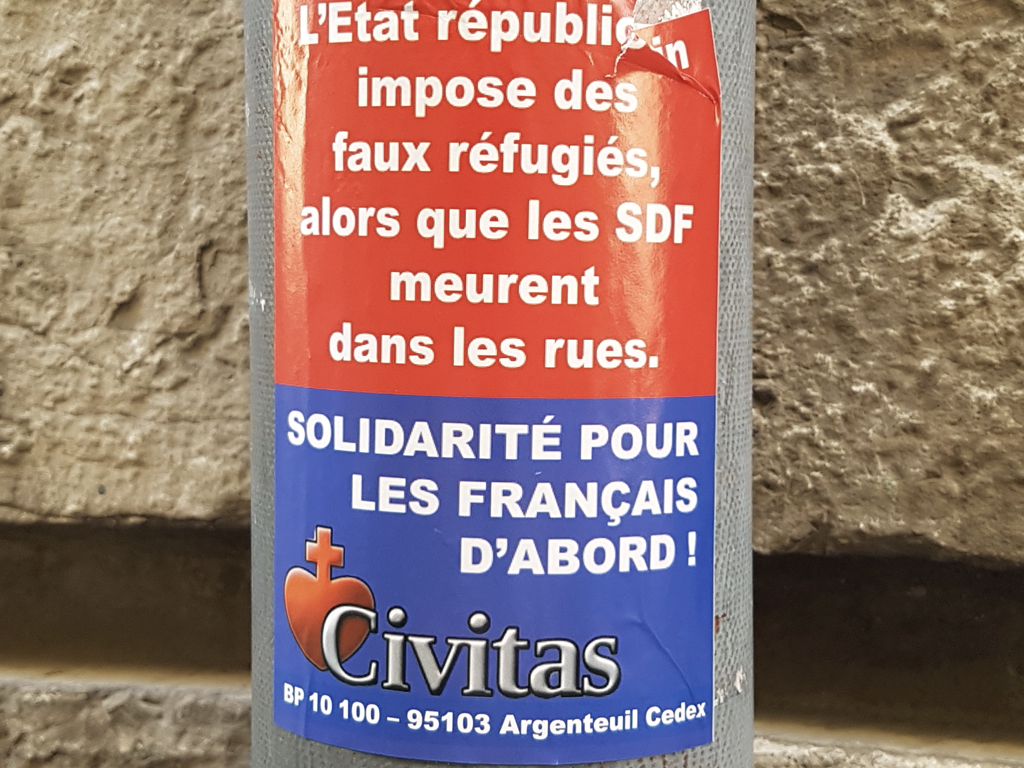 L'Etat républicain
impose des
faux réfugiés,
alors que les SDF
meurent
dans les rues.
SOLIDARITÉ POUR
LES FRANÇAIS
D'ABORD !
Civitas
BP 10 100 – 95103 Argenteuil Cedex